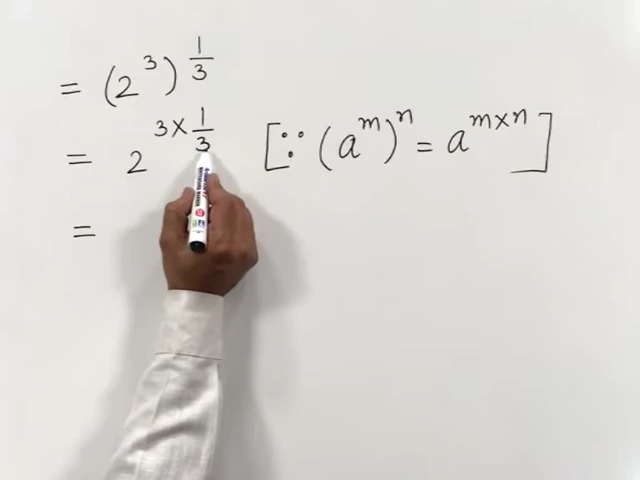 = (2^3)^{1/3}
= 2^{3×1/3} [∵ (a^m)^n = a^{m×n}]
=